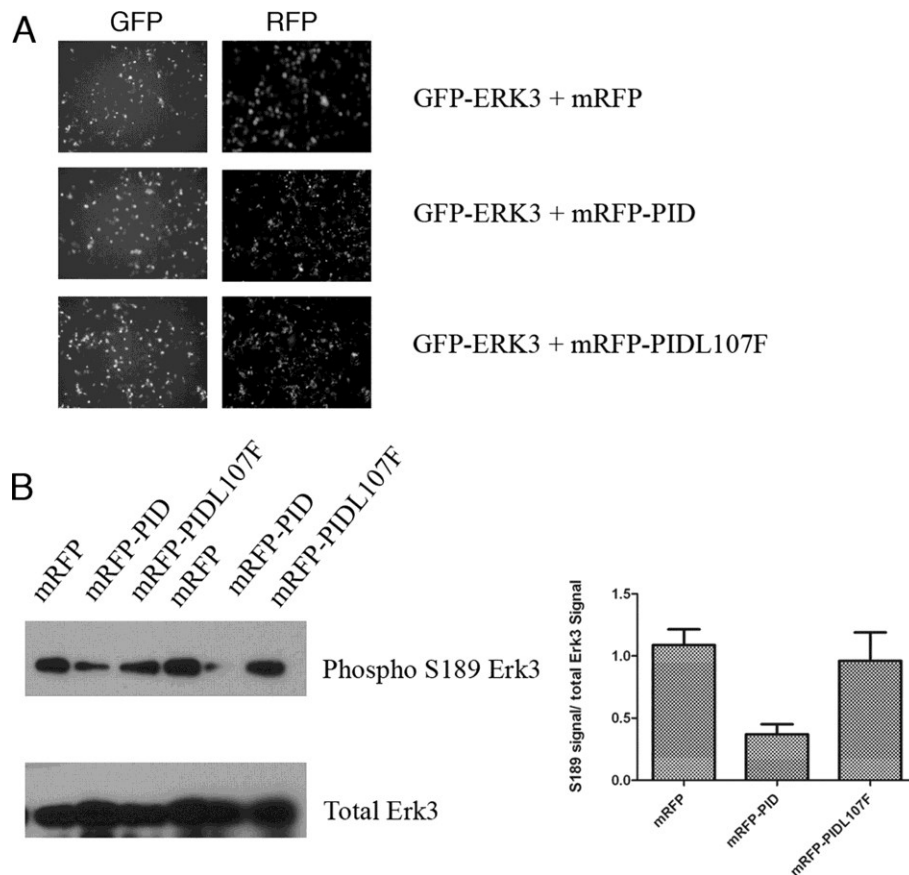 A
GFP
RFP
GFP-ERK3 + mRFP
GFP-ERK3 + mRFP-PID
GFP-ERK3 + mRFP-PIDL107F
B
mRFP
mRFP-PID
mRFP-PIDL107F
mRFP
mRFP-PID
mRFP-PIDL107F
Phospho S189 Erk3
Total Erk3
S189 signal/ total Erk3 Signal
1.5
1.0
0.5
0.0
mRFP
mRFP-PID
mRFP-PIDL107F